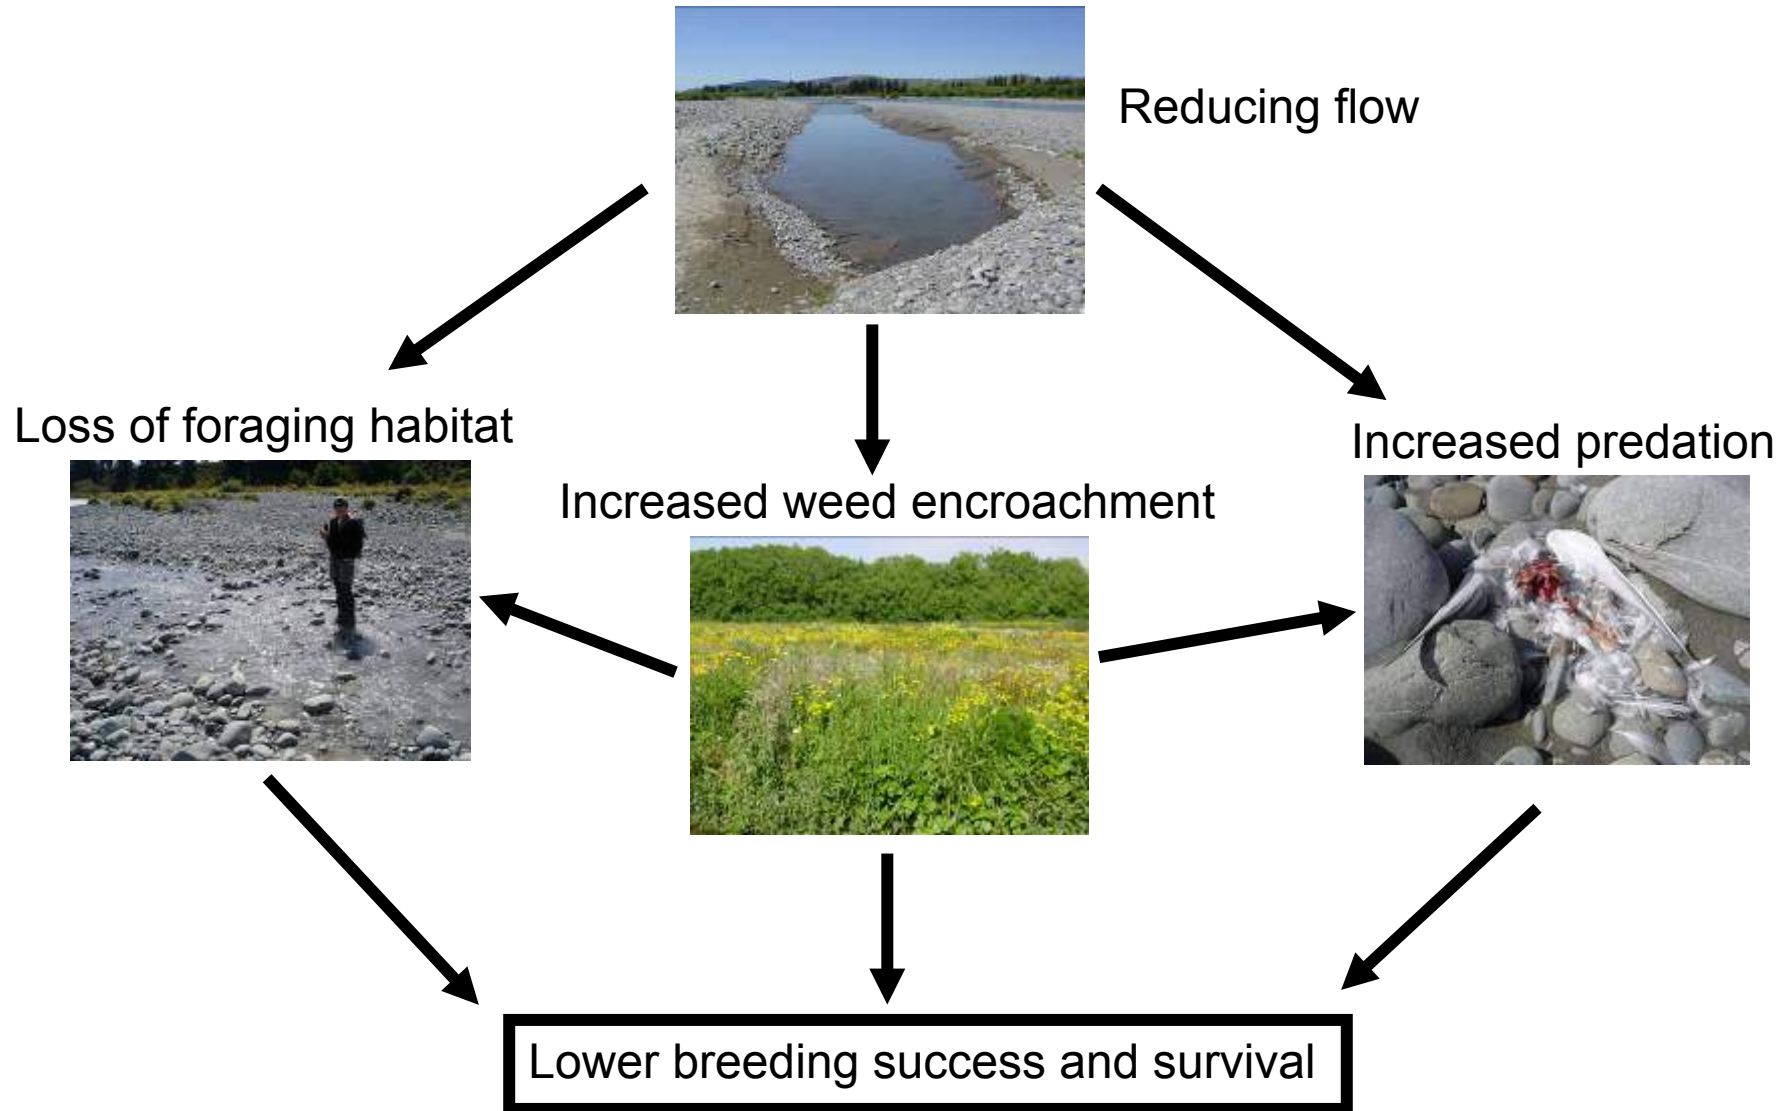 Reducing flow
Loss of foraging habitat
Increased predation
Increased weed encroachment
Lower breeding success and survival